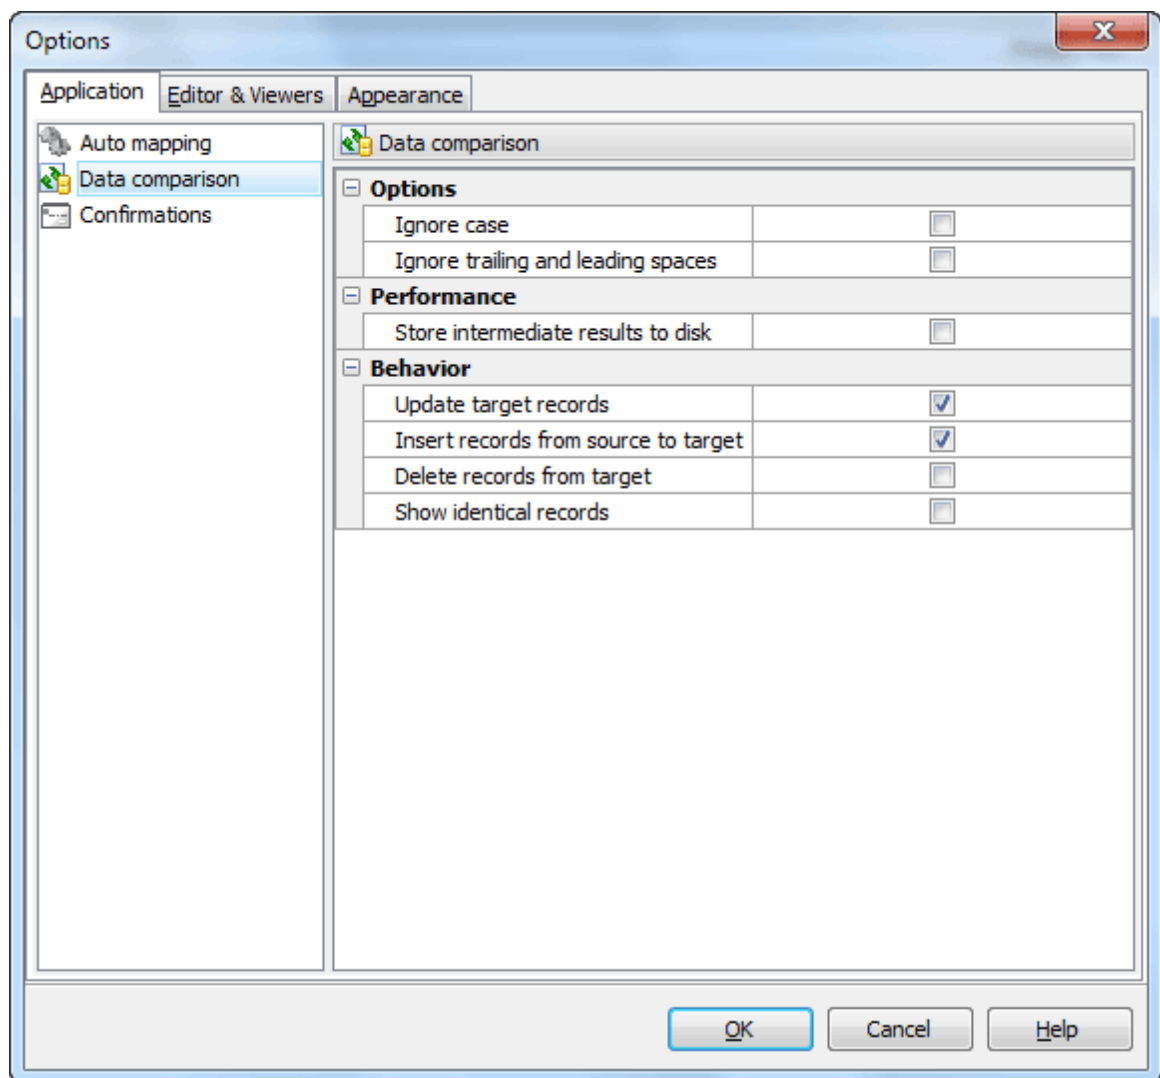 Options
Application
Editor & Viewers
Appearance
Auto mapping
Data comparison
Confirmations
Data comparison
Options
Ignore case
Ignore trailing and leading spaces
Performance
Store intermediate results to disk
Behavior
Update target records
Insert records from source to target
Delete records from target
Show identical records
OK
Cancel
Help